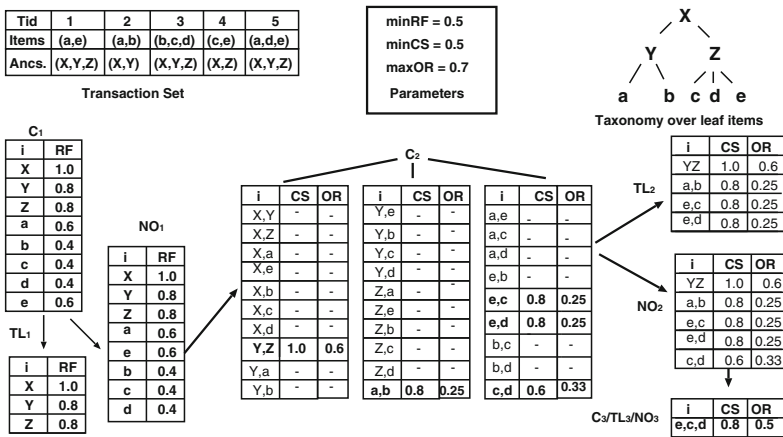 Tid 1 2 3 4 5
Items (a,e) (a,b) (b,c,d) (c,e) (a,d,e)
Ancs. (X,Y,Z) (X,Y) (X,Y,Z) (X,Z) (X,Y,Z)
Transaction Set
minRF = 0.5
minCS = 0.5
maxOR = 0.7
Parameters
X
Y Z
a b c d e
Taxonomy over leaf items
C1
i RF
X 1.0
Y 0.8
Z 0.8
a 0.6
b 0.4
c 0.4
d 0.4
e 0.6
TL1
i RF
X 1.0
Y 0.8
Z 0.8
NO1
i RF
X 1.0
Y 0.8
Z 0.8
a 0.6
e 0.6
b 0.4
c 0.4
d 0.4
C2
i CS OR
X,Y - -
X,Z - -
X,a - -
X,e - -
X,b - -
X,c - -
X,d - -
Y,Z 1.0 0.6
Y,a - -
Y,b - -
i CS OR
Y,e - -
Y,b - -
Y,c - -
Y,d - -
Z,a - -
Z,e - -
Z,b - -
Z,c - -
Z,d - -
a,b 0.8 0.25
i CS OR
a,e - -
a,c - -
a,d - -
e,b - -
e,c 0.8 0.25
e,d 0.8 0.25
b,c - -
b,d - -
c,d 0.6 0.33
TL2
i CS OR
YZ 1.0 0.6
a,b 0.8 0.25
e,c 0.8 0.25
e,d 0.8 0.25
NO2
i CS OR
YZ 1.0 0.6
a,b 0.8 0.25
e,c 0.8 0.25
e,d 0.8 0.25
c,d 0.6 0.33
C3/TL3/NO3
i CS OR
e,c,d 0.8 0.5